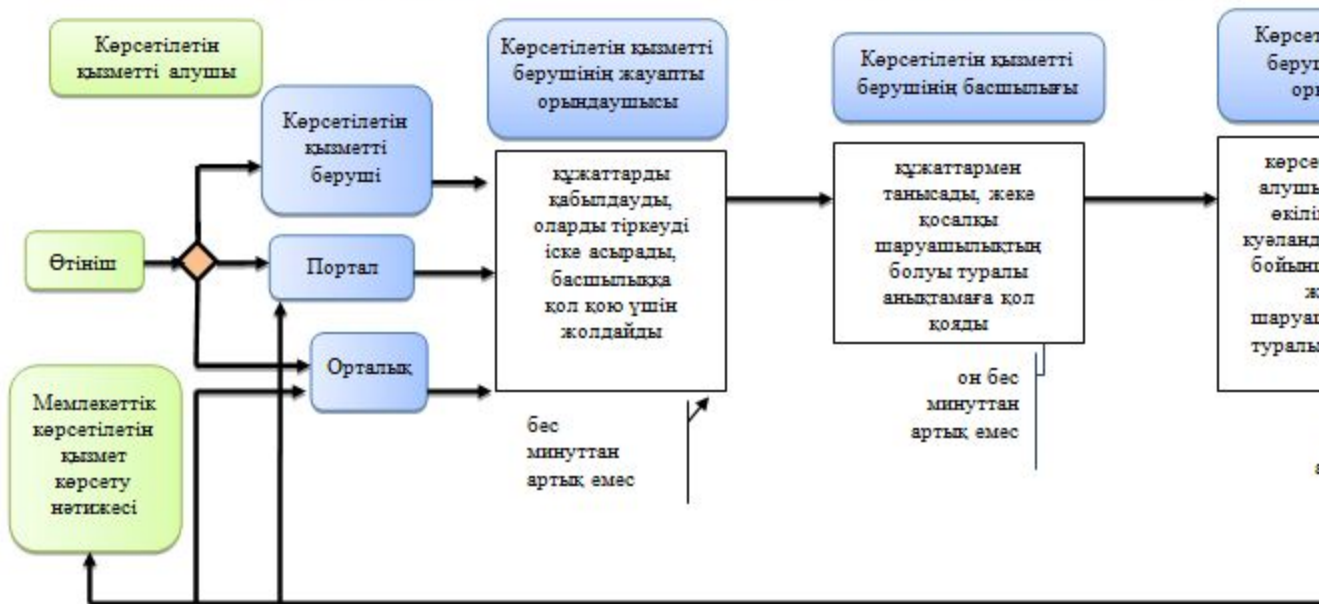 Көрсетілетін
қызметті алушы
Көрсетілетін
қызметті
беруші
Өтініш
Портал
Орталық
Мемлекеттік
көрсетілетін
қызмет
көрсету
нәтижесі
Көрсетілетін қызметті
берушінің жауапты
орындаушысы
құжаттарды
қабылдауды,
оларды тіркеуді
іске асырады,
басшылыққа
қол қою үшін
жолдайды
бес
минуттан
артық емес
Көрсетілетін қызметті
берушінің басшылығы
құжаттармен
танысады, жеке
қосалқы
шаруашылықтың
болуы туралы
анықтамаға қол
қояды
он бес
минуттан
артық емес
туралы